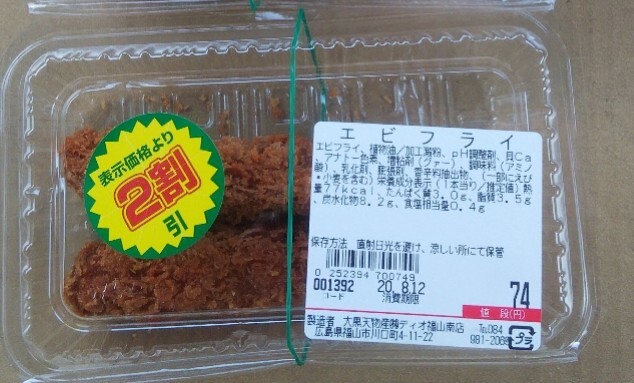 表示価格より
2割
引
エビフライ
エビフライ、植物油/加工澱粉、pH調整剤、貝Ca
、アナトー色素、増粘剤(グァー)、調味料(アミノ
酸)、乳化剤、膨張剤、香辛料抽出物、(一部にえび
・小麦を含む)栄養成分表示(1本当り/推定値)熱
量77kcal、たんぱく質3.0g、脂質3.5g
、炭水化物8.2g、食塩相当量0.4g
保存方法 直射日光を避け、涼しい所にて保管
0 252394 700749
001392 20. 8.12 74
コード 消費期限 値段(円)
製造者 大黒天物産㈱ディオ福山南店 TEL084
広島県福山市川口町4-11-22 981-2068
プラ